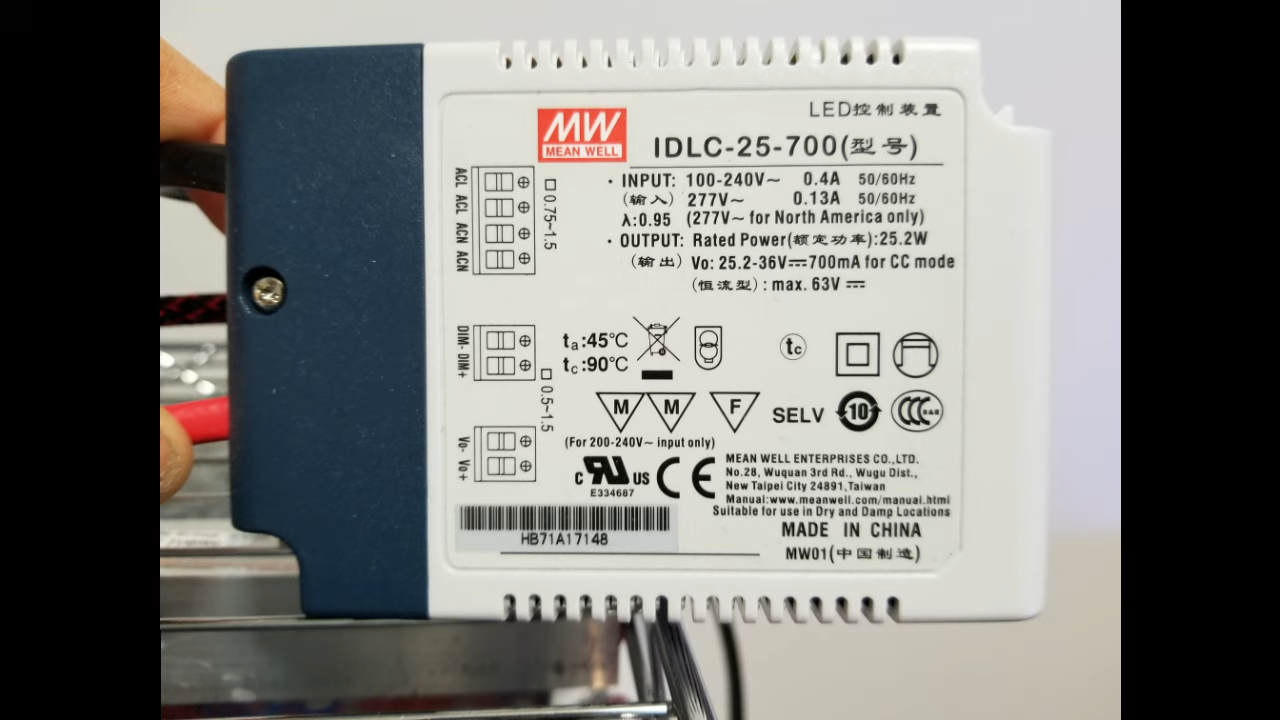 LED控制装置
MW
MEAN WELL
IDLC-25-700(型号)
ACL ACL ACN ACN
□0.75~1.5
· INPUT: 100-240V~ 0.4A 50/60Hz
(输入) 277V~ 0.13A 50/60Hz
λ:0.95 (277V~ for North America only)
· OUTPUT: Rated Power(额定功率):25.2W
(输出) Vo: 25.2-36V⎓700mA for CC mode
(恒流型) : max. 63V ⎓
DIM- DIM+
□0.5~1.5
ta:45℃
tc:90℃
tc
M M F SELV 10 CCC S&E
(For 200-240V~ input only)
Vo- Vo+
C RU US CE
E334687
MEAN WELL ENTERPRISES CO.,LTD.
No.28, Wuquan 3rd Rd., Wugu Dist.,
New Taipei City 24891,Taiwan
Manual:www.meanwell.com/manual.html
Suitable for use in Dry and Damp Locations
HB71A17148
MADE IN CHINA
MW01(中国制造)